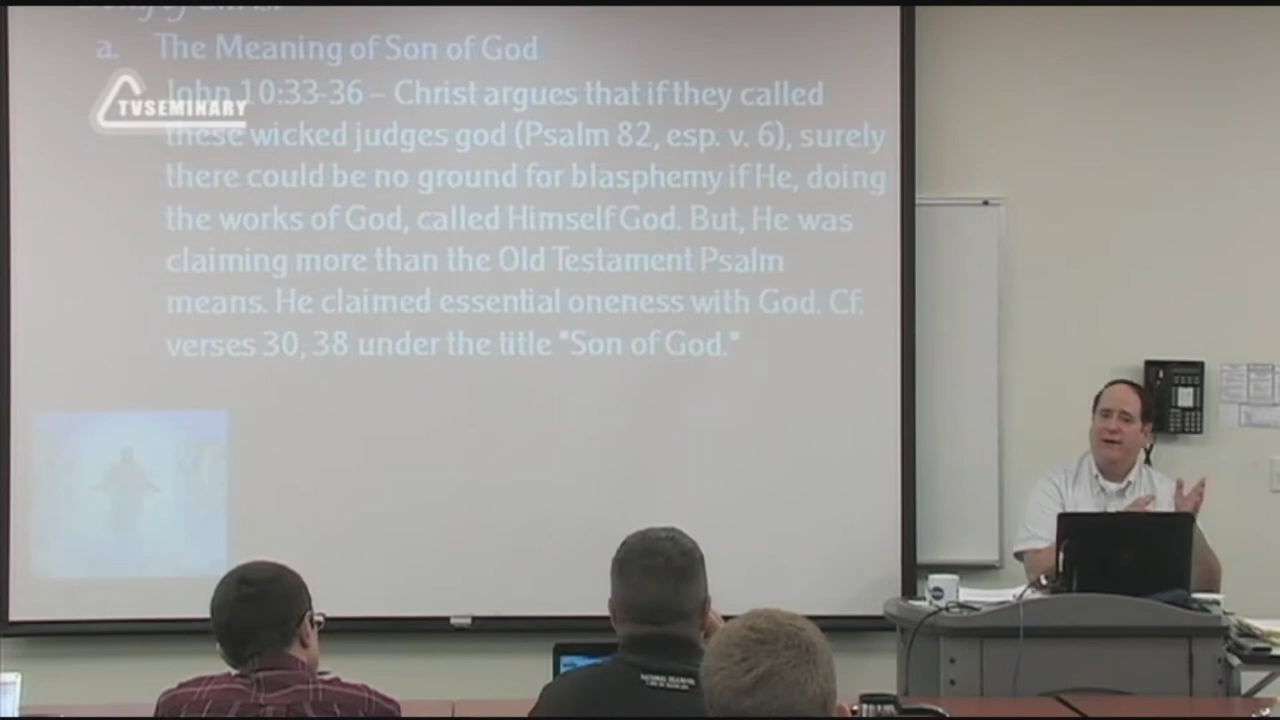 a. The Meaning of Son of God
John 10:33-36 – Christ argues that if they called
TVSEMINARY
these wicked judges god (Psalm 82, esp. v. 6), surely
there could be no ground for blasphemy if He, doing
the works of God, called Himself God. But, He was
claiming more than the Old Testament Psalm
means. He claimed essential oneness with God. Cf.
verses 30, 38 under the title "Son of God."